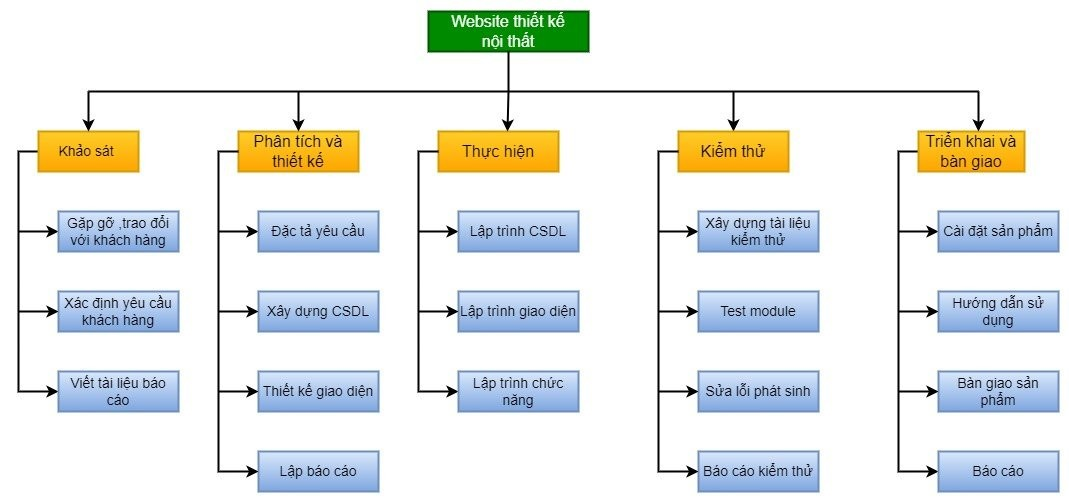 Website thiết kế
nội thất
Khảo sát
Phân tích và
thiết kế
Thực hiện
Kiểm thử
Triển khai và
bàn giao
Gặp gỡ ,trao đổi
với khách hàng
Xác định yêu cầu
khách hàng
Viết tài liệu báo
cáo
Đặc tả yêu cầu
Xây dựng CSDL
Thiết kế giao diện
Lập báo cáo
Lập trình CSDL
Lập trình giao diện
Lập trình chức
năng
Xây dựng tài liệu
kiểm thử
Test module
Sửa lỗi phát sinh
Báo cáo kiểm thử
Cài đặt sản phẩm
Hướng dẫn sử
dụng
Bàn giao sản
phẩm
Báo cáo